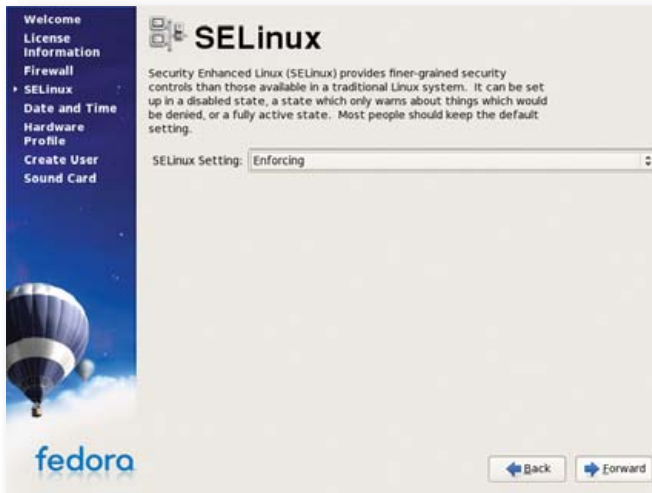 Welcome
License
Information
Firewall
SELinux
Date and Time
Hardware
Profile
Create User
Sound Card
SELinux
Security Enhanced Linux (SELinux) provides finer-grained security
controls than those available in a traditional Linux system. It can be set
up in a disabled state, a state which only warns about things which would
be denied, or a fully active state. Most people should keep the default
setting.
SELinux Setting: Enforcing
fedora
Back
Forward